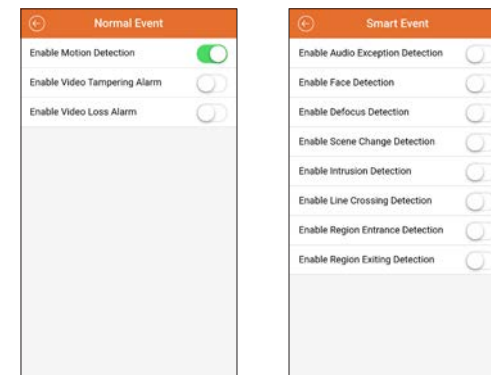 Normal Event
Enable Motion Detection
Enable Video Tampering Alarm
Enable Video Loss Alarm
Smart Event
Enable Audio Exception Detection
Enable Face Detection
Enable Defocus Detection
Enable Scene Change Detection
Enable Intrusion Detection
Enable Line Crossing Detection
Enable Region Entrance Detection
Enable Region Exiting Detection